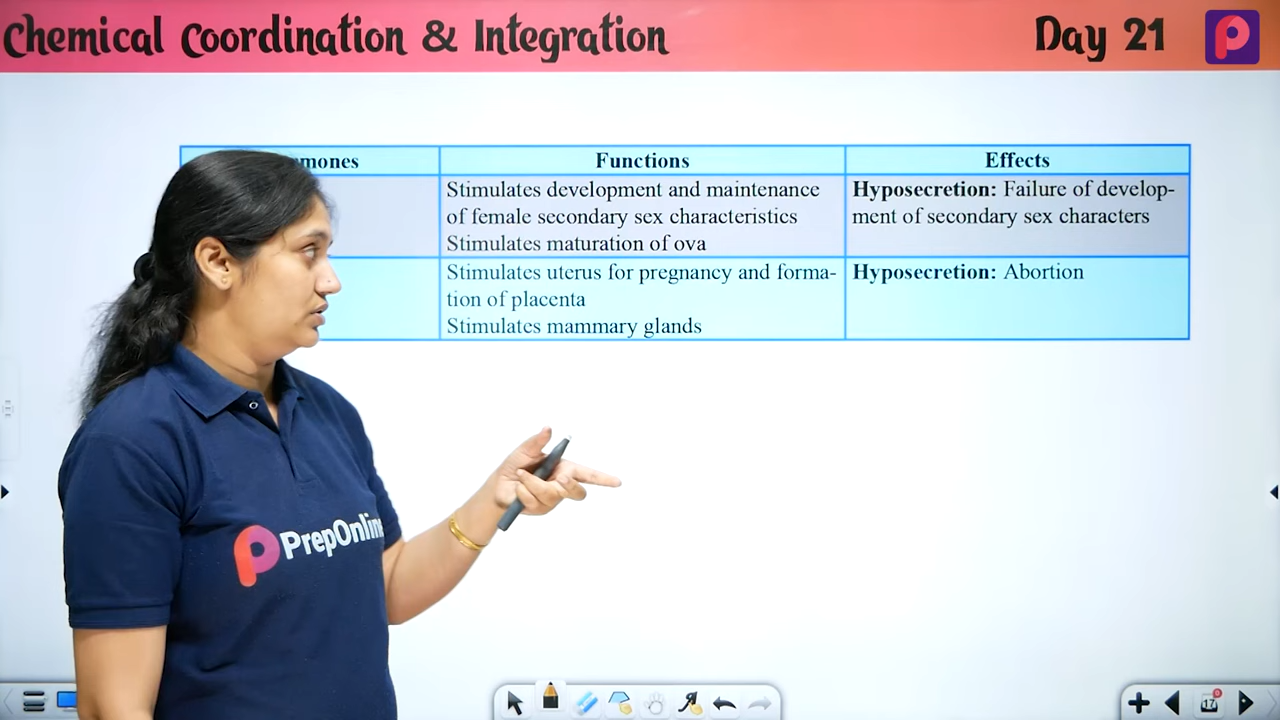 Chemical Coordination & Integration
Day 21
Functions
Effects
Stimulates development and maintenance
of female secondary sex characteristics
Stimulates maturation of ova
Hyposecretion: Failure of develop-
ment of secondary sex characters
Stimulates uterus for pregnancy and forma-
tion of placenta
Stimulates mammary glands
Hyposecretion: Abortion
PrepOnlin
17